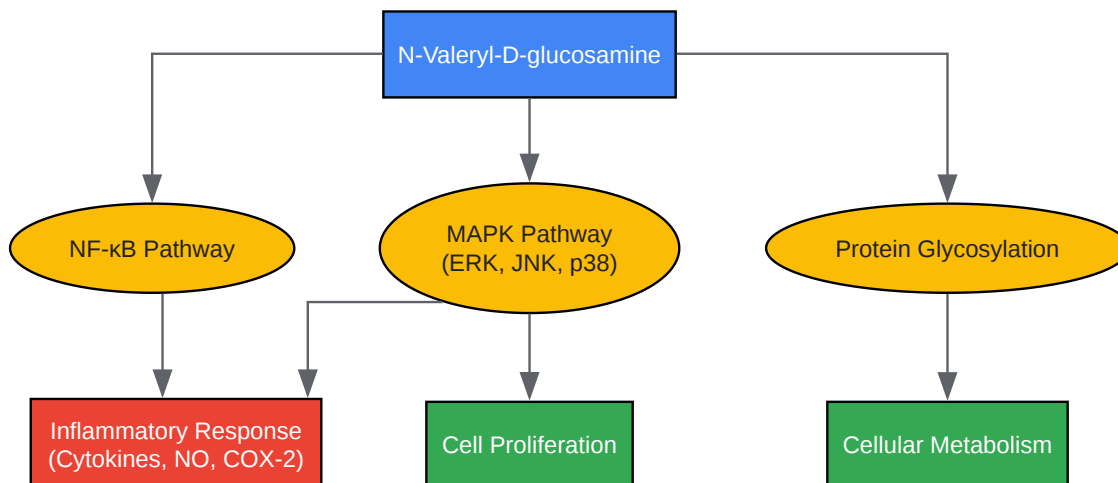 N-Valeryl-D-glucosamine
NF-κB Pathway
MAPK Pathway
(ERK, JNK, p38)
Protein Glycosylation
Inflammatory Response
(Cytokines, NO, COX-2)
Cell Proliferation
Cellular Metabolism